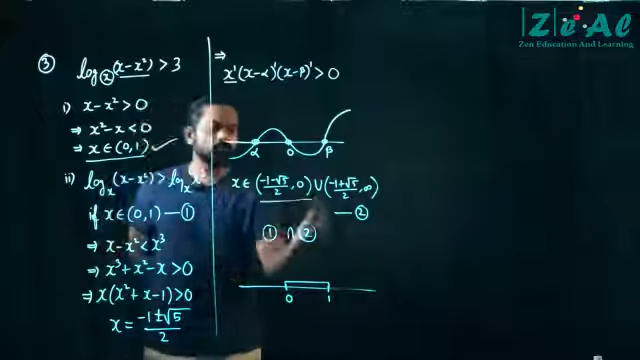 Zeal
Zen Education And Learning
③ log_x (x-x²) > 3
i) x-x² > 0
⇒ x²-x < 0
⇒ x ∈ (0,1) ✓
ii) log_x (x-x²) > log_x
if x ∈ (0,1) — ①
⇒ x-x² < x³
⇒ x³+x²-x > 0
⇒ x(x²+x-1) > 0
x = (-1±√5)/2
⇒
x¹(x-α)¹(x-β)¹ > 0
α 0 β
x ∈ ((-1-√5)/2, 0) ∪ ((-1+√5)/2, ∞)
— ②
① ∩ ②
0 1